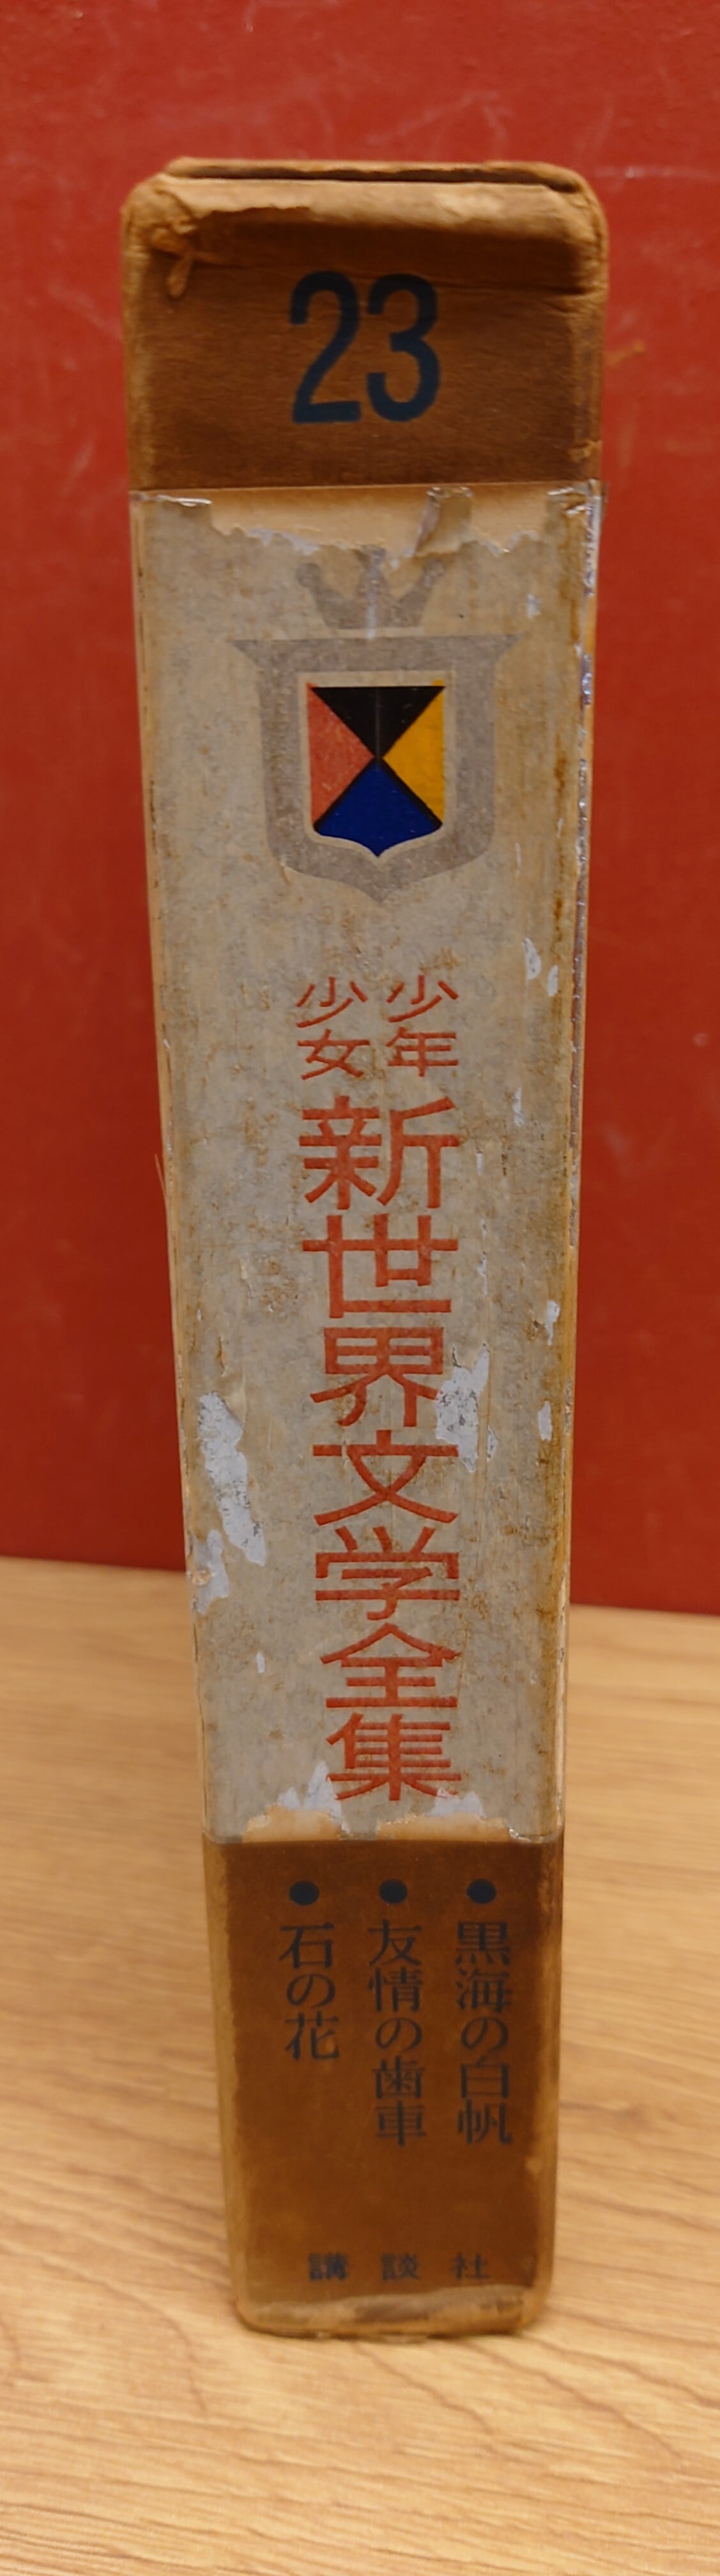 23
少年
少女
新世界文学全集
●黒海の白帆
●友情の歯車
●石の花
講談社